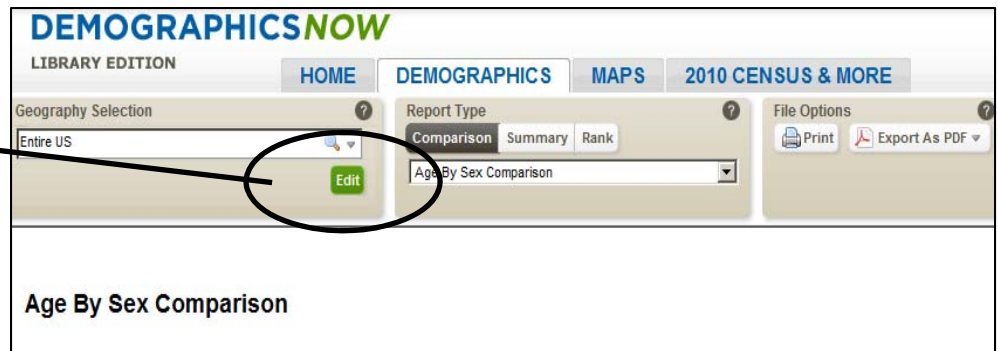 DEMOGRAPHICSNOW
LIBRARY EDITION
HOME
DEMOGRAPHICS
MAPS
2010 CENSUS & MORE
Geography Selection ?
Entire US
Edit
Report Type ?
Comparison Summary Rank
Age By Sex Comparison
File Options ?
Print Export As PDF
Age By Sex Comparison